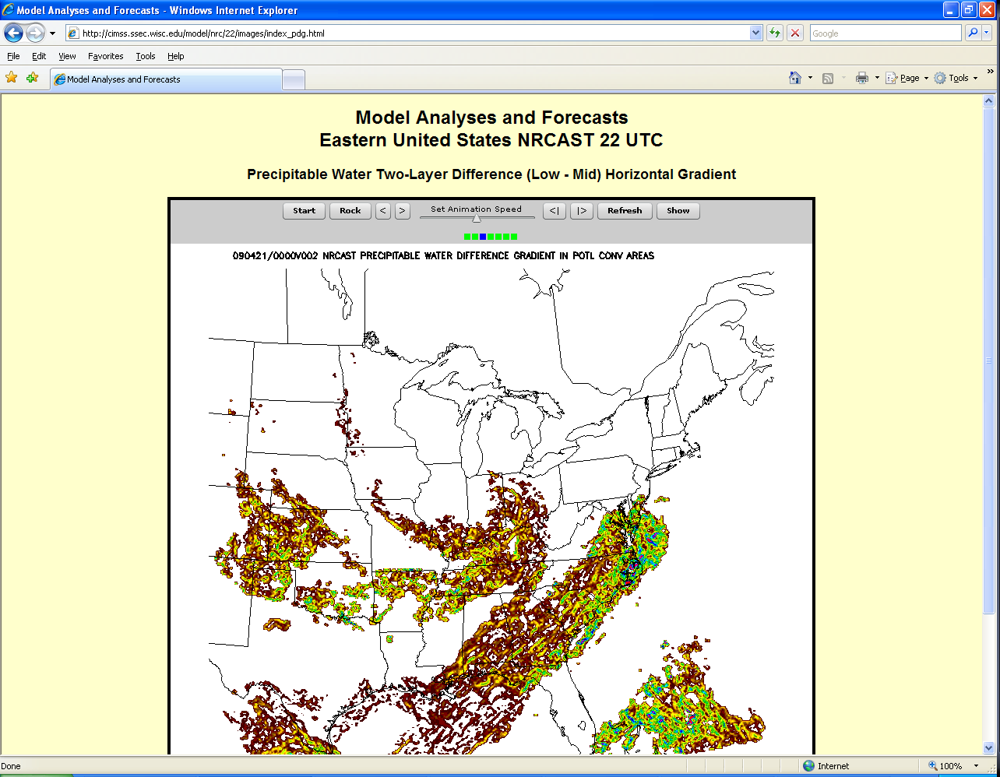 Model Analyses and Forecasts - Windows Internet Explorer
http://cimss.ssec.wisc.edu/model/nrc/22/images/index_pdg.html
Google
File Edit View Favorites Tools Help
Model Analyses and Forecasts
Page Tools
Model Analyses and Forecasts
Eastern United States NRCAST 22 UTC
Precipitable Water Two-Layer Difference (Low - Mid) Horizontal Gradient
Start Rock < > Set Animation Speed <| |> Refresh Show
090421/0000V002 NRCAST PRECIPITABLE WATER DIFFERENCE GRADIENT IN POTL CONV AREAS
Done Internet 100%